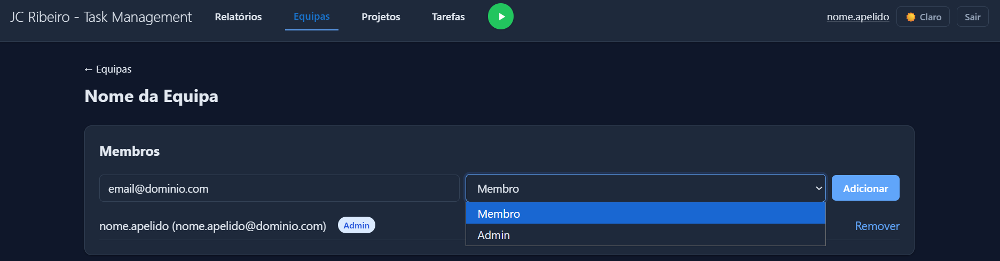 JC Ribeiro - Task Management Relatórios Equipas Projetos Tarefas nome.apelido Claro Sair
← Equipas
Nome da Equipa
Membros
email@dominio.com Membro Adicionar
Membro
nome.apelido (nome.apelido@dominio.com) Admin Remover
Admin